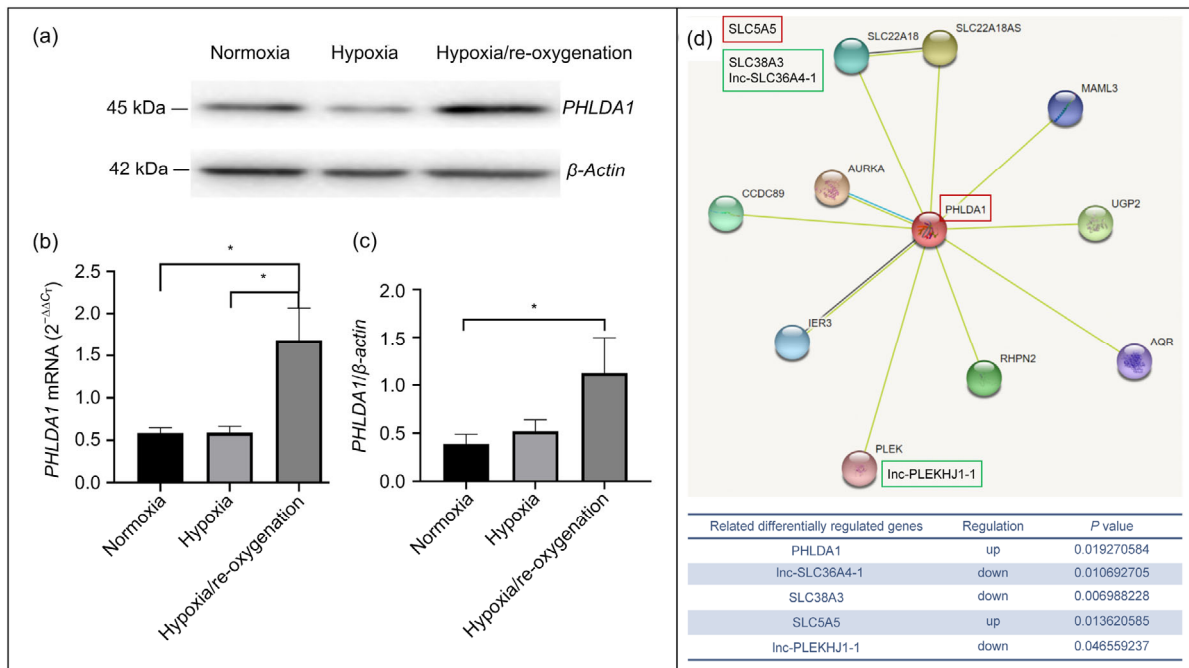 (a)
Normoxia Hypoxia Hypoxia/re-oxygenation
45 kDa PHLDA1
42 kDa β-Actin
(b)
* 
*
PHLDA1 mRNA (2⁻ΔΔCT)
2.5
2.0
1.5
1.0
0.5
0.0
Normoxia
Hypoxia
Hypoxia/re-oxygenation
(c)
*
PHLDA1/β-actin
2.0
1.5
1.0
0.5
0.0
Normoxia
Hypoxia
Hypoxia/re-oxygenation
(d)
SLC5A5
SLC38A3
lnc-SLC36A4-1
SLC22A18
SLC22A18AS
MAML3
AURKA
CCDC89
PHLDA1
UGP2
IER3
RHPN2
AQR
PLEK
lnc-PLEKHJ1-1
Related differentially regulated genes Regulation P value
PHLDA1 up 0.019270584
lnc-SLC36A4-1 down 0.010692705
SLC38A3 down 0.006988228
SLC5A5 up 0.013620585
lnc-PLEKHJ1-1 down 0.046559237